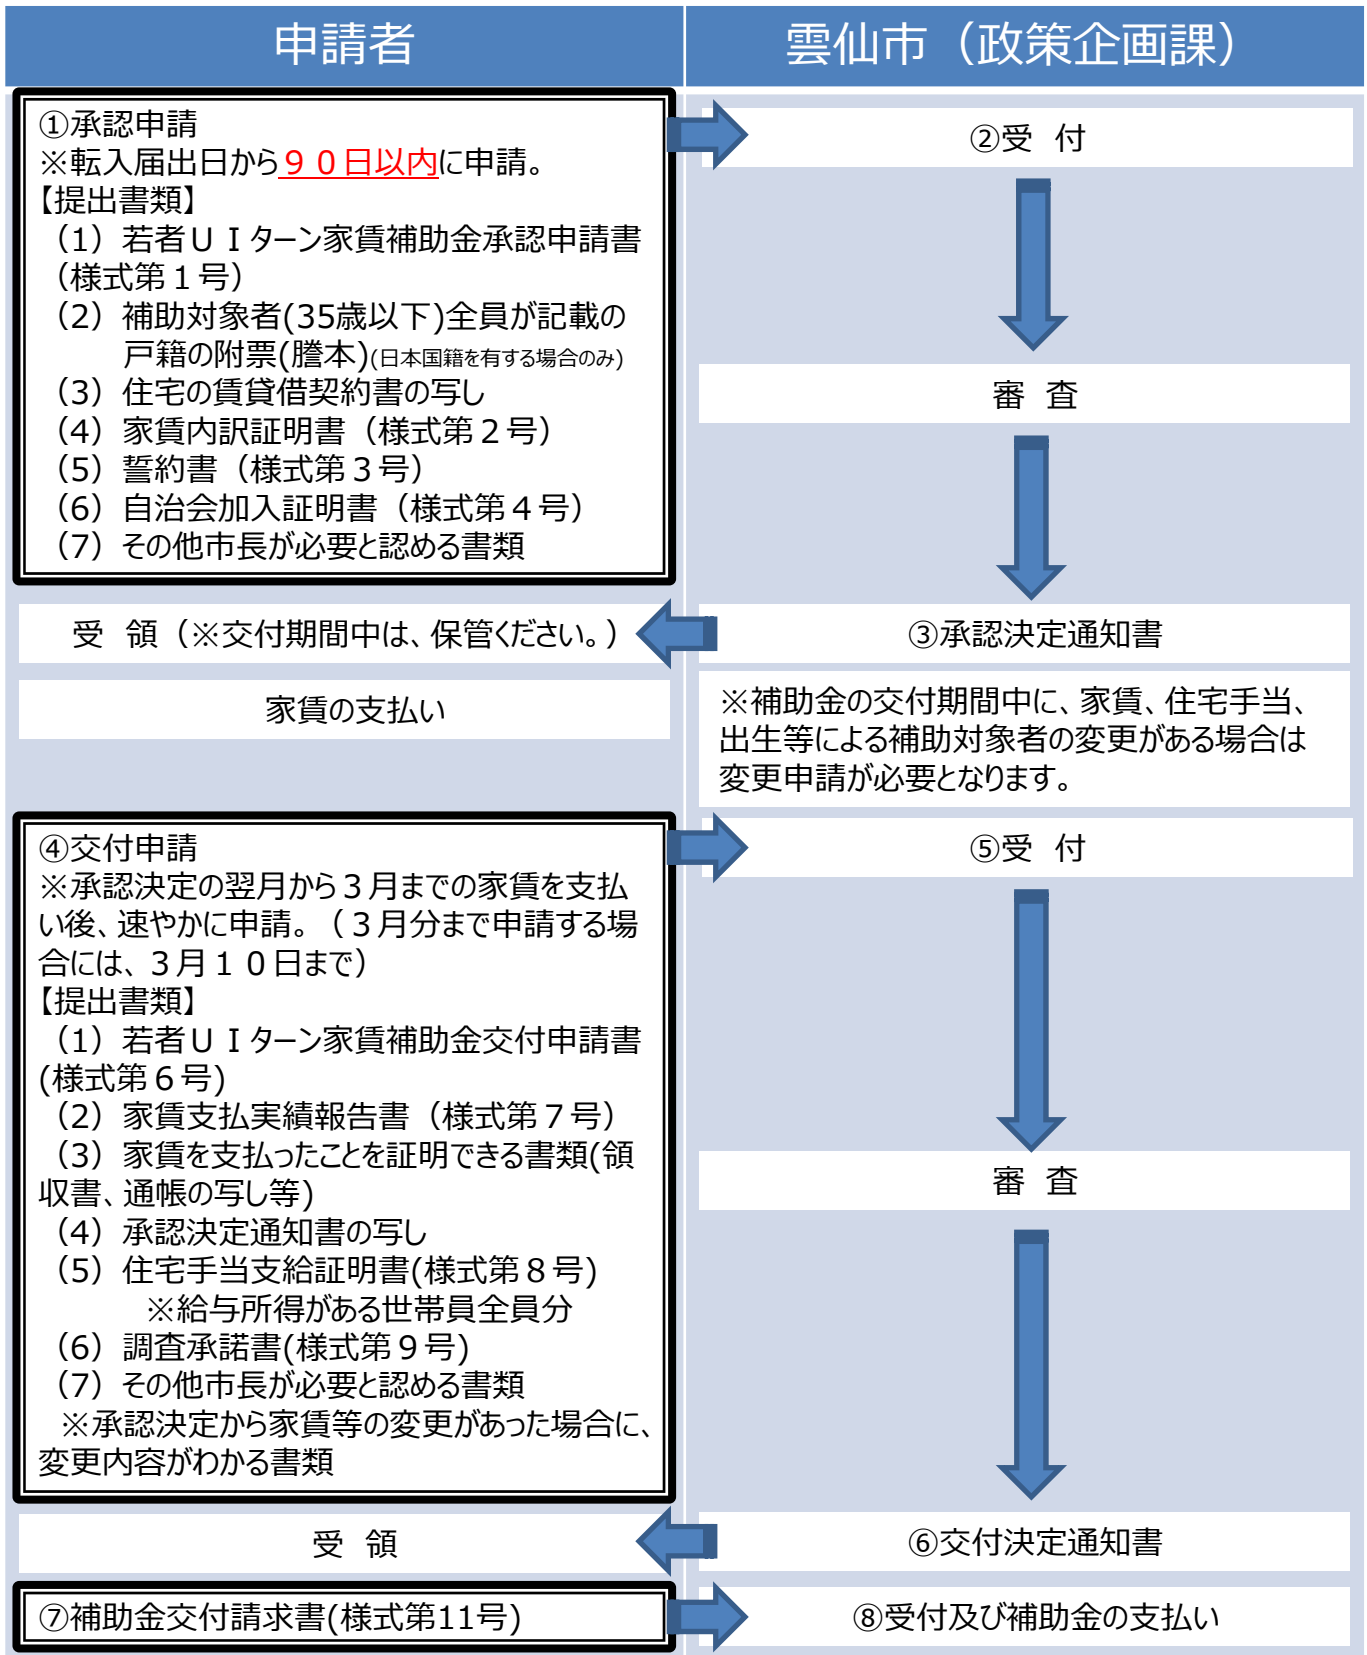 申請者
雲仙市（政策企画課）
①承認申請
※転入届出日から９０日以内に申請。
【提出書類】
（1）若者ＵＩターン家賃補助金承認申請書
（様式第１号）
（2）補助対象者(35歳以下)全員が記載の
戸籍の附票(謄本)(日本国籍を有する場合のみ)
（3）住宅の賃貸借契約書の写し
（4）家賃内訳証明書（様式第２号）
（5）誓約書（様式第３号）
（6）自治会加入証明書（様式第４号）
（7）その他市長が必要と認める書類
②受　付
審　査
受　領（※交付期間中は、保管ください。）
③承認決定通知書
家賃の支払い
※補助金の交付期間中に、家賃、住宅手当、
出生等による補助対象者の変更がある場合は
変更申請が必要となります。
④交付申請
※承認決定の翌月から３月までの家賃を支払
い後、速やかに申請。（３月分まで申請する場
合には、３月１０日まで）
【提出書類】
（1）若者ＵＩターン家賃補助金交付申請書
(様式第６号)
（2）家賃支払実績報告書（様式第７号）
（3）家賃を支払ったことを証明できる書類(領
収書、通帳の写し等)
（4）承認決定通知書の写し
（5）住宅手当支給証明書(様式第８号)
※給与所得がある世帯員全員分
（6）調査承諾書(様式第９号)
（7）その他市長が必要と認める書類
※承認決定から家賃等の変更があった場合に、
変更内容がわかる書類
⑤受　付
審　査
受　領
⑥交付決定通知書
⑦補助金交付請求書(様式第11号)
⑧受付及び補助金の支払い